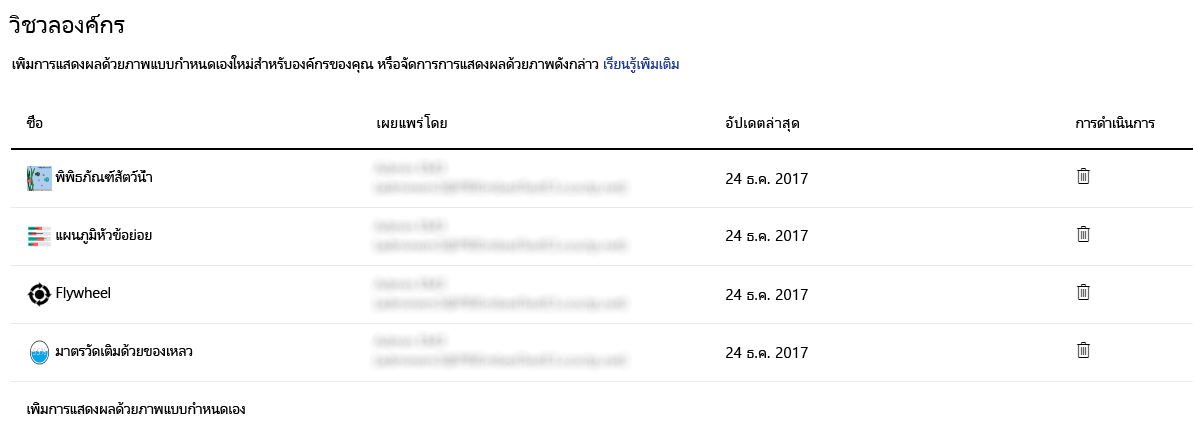 วิชวลองค์กร
เพิ่มการแสดงผลด้วยภาพแบบกำหนดเองใหม่สำหรับองค์กรของคุณ หรือจัดการการแสดงผลด้วยภาพดังกล่าว เรียนรู้เพิ่มเติม
ชื่อ เผยแพร่โดย อัปเดตล่าสุด การดำเนินการ
พิพิธภัณฑ์สัตว์น้ำ 24 ธ.ค. 2017
แผนภูมิหัวข้อย่อย 24 ธ.ค. 2017
Flywheel 24 ธ.ค. 2017
มาตรวัดเติมด้วยของเหลว 24 ธ.ค. 2017
เพิ่มการแสดงผลด้วยภาพแบบกำหนดเอง